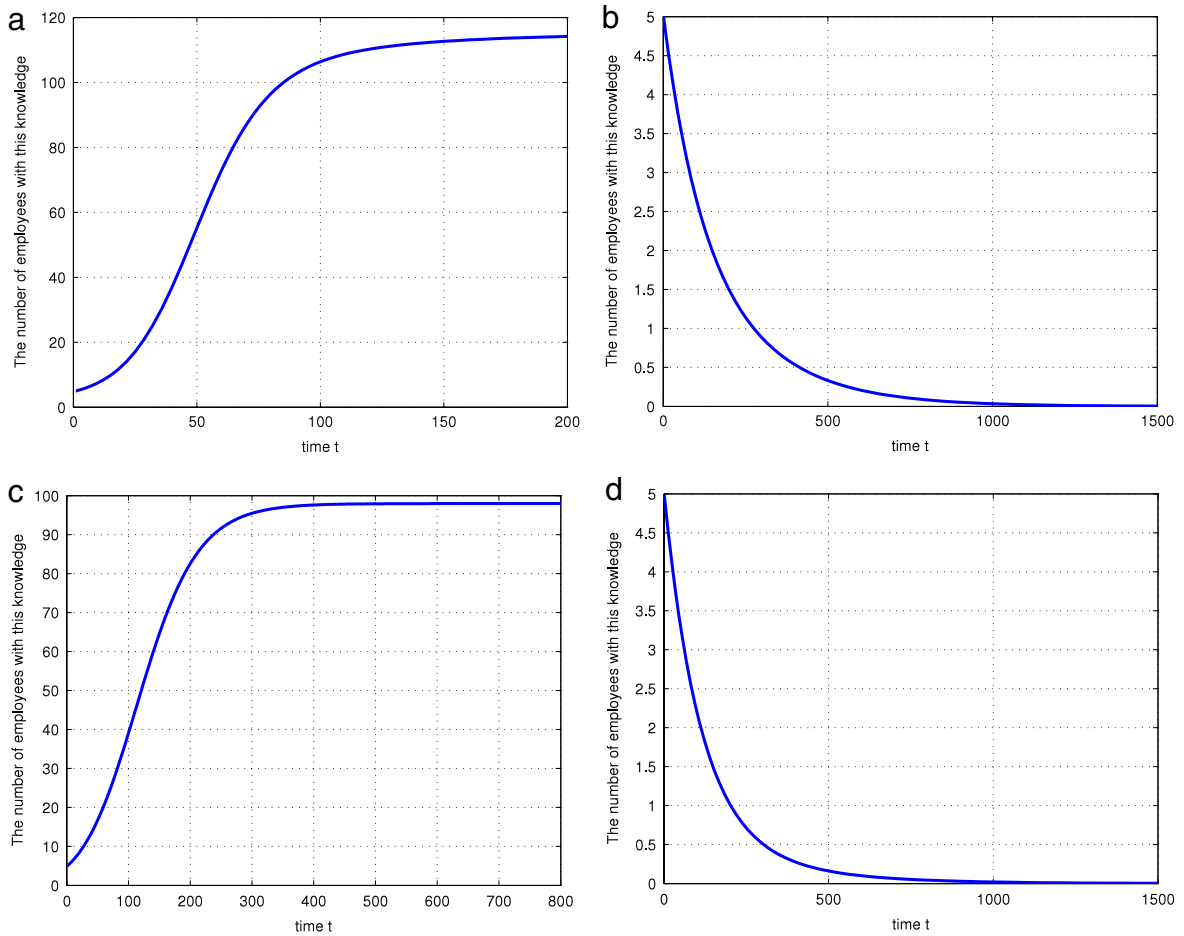 a
The number of employees with this knowledge
120
100
80
60
40
20
0
0 50 100 150 200
time t
b
The number of employees with this knowledge
5
4.5
4
3.5
3
2.5
2
1.5
1
0.5
0
0 500 1000 1500
time t
c
The number of employees with this knowledge
100
90
80
70
60
50
40
30
20
10
0
0 100 200 300 400 500 600 700 800
time t
d
The number of employees with this knowledge
5
4.5
4
3.5
3
2.5
2
1.5
1
0.5
0
0 500 1000 1500
time t